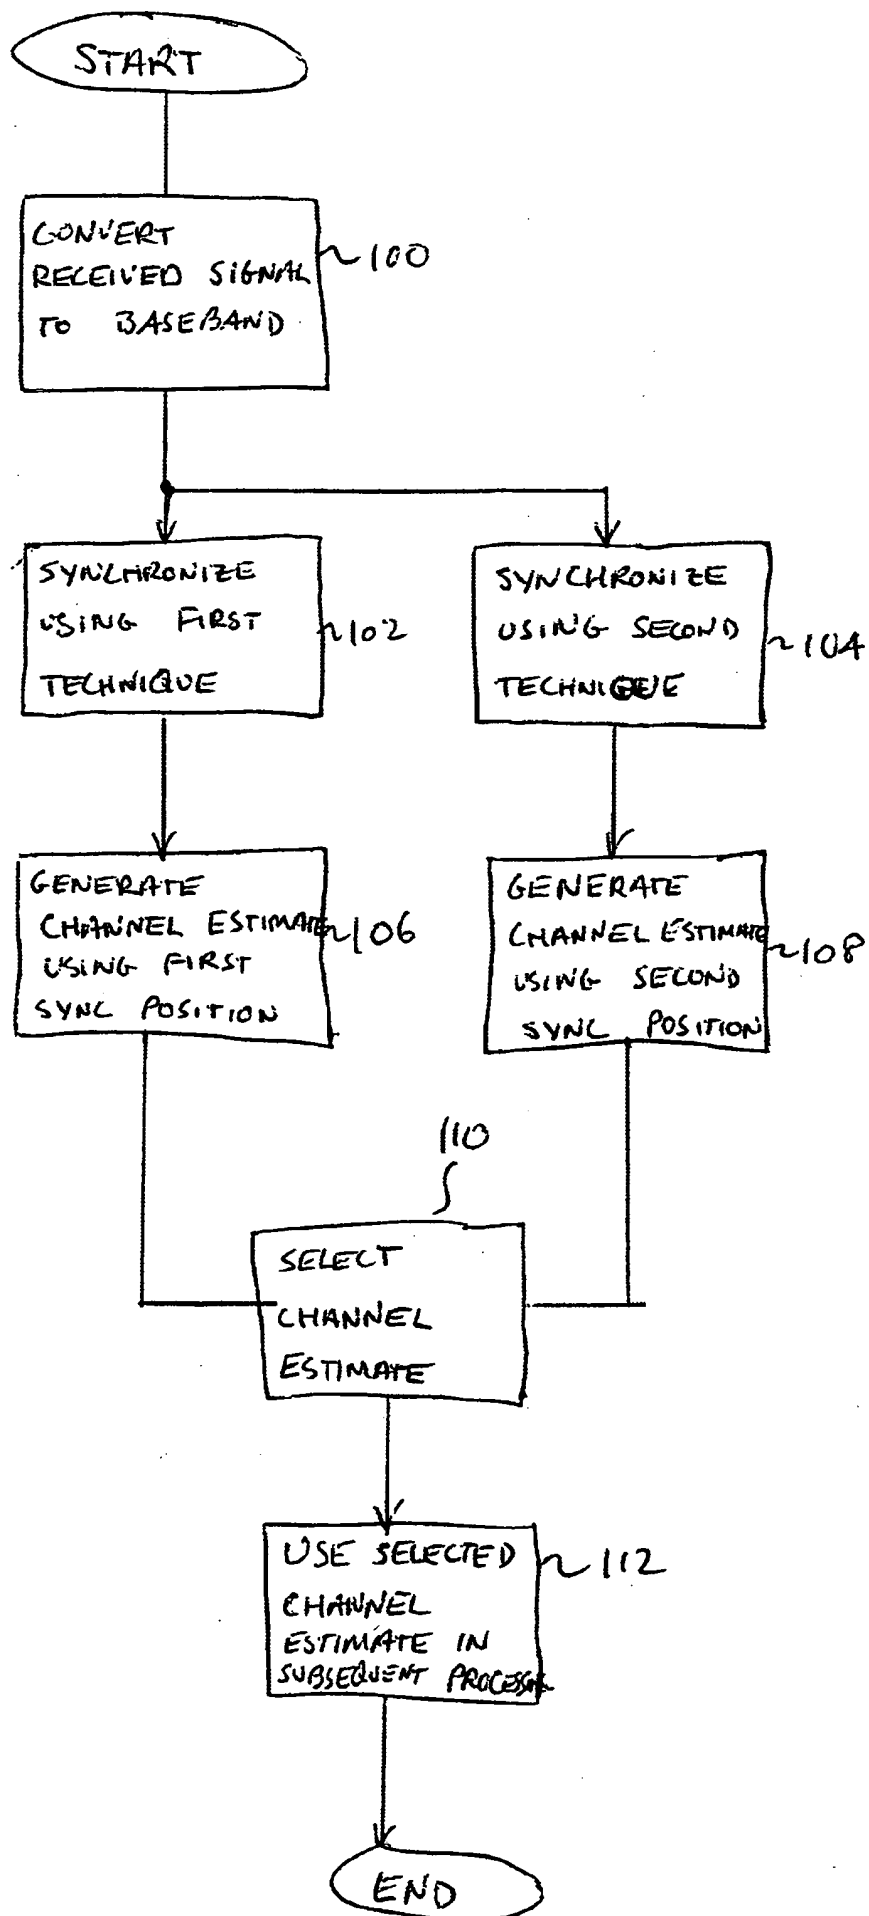 START
CONVERT
RECEIVED SIGNAL
TO BASEBAND
100
SYNCHRONIZE
USING FIRST
TECHNIQUE
102
SYNCHRONIZE
USING SECOND
TECHNIQUE
104
GENERATE
CHANNEL ESTIMATE
USING FIRST
SYNC POSITION
106
GENERATE
CHANNEL ESTIMATE
USING SECOND
SYNC POSITION
108
110
SELECT
CHANNEL
ESTIMATE
USE SELECTED
CHANNEL
ESTIMATE IN
SUBSEQUENT PROCESSING
112
END